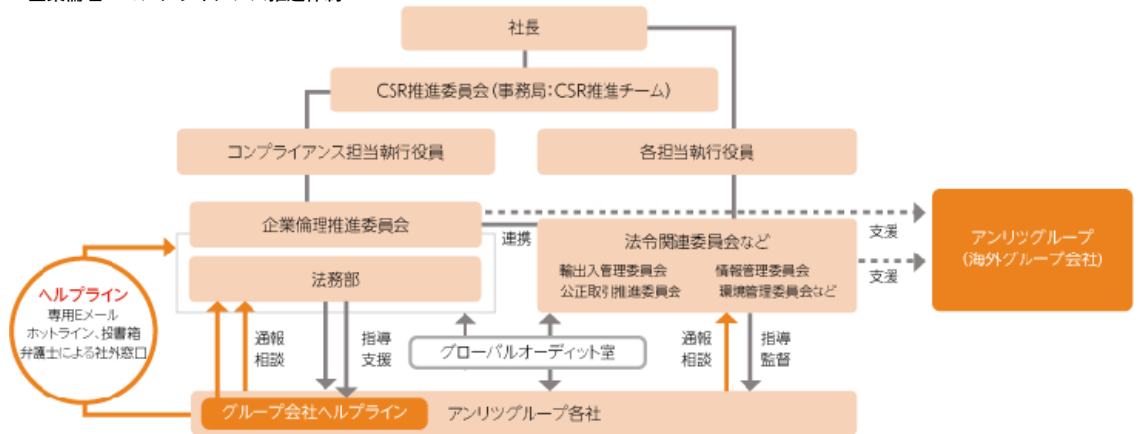 社長
CSR推進委員会(事務局:CSR推進チーム)
コンプライアンス担当執行役員
各担当執行役員
企業倫理推進委員会
連携
法令関連委員会など
輸出入管理委員会
情報管理委員会
公正取引推進委員会
環境管理委員会など
支援
支援
アンリツグループ
(海外グループ会社)
法務部
ヘルプライン
専用Eメール
ホットライン、投書箱
弁護士による社外窓口
通報
相談
指導
支援
グローバルオーディット室
通報
相談
指導
監督
グループ会社ヘルプライン
アンリツグループ各社